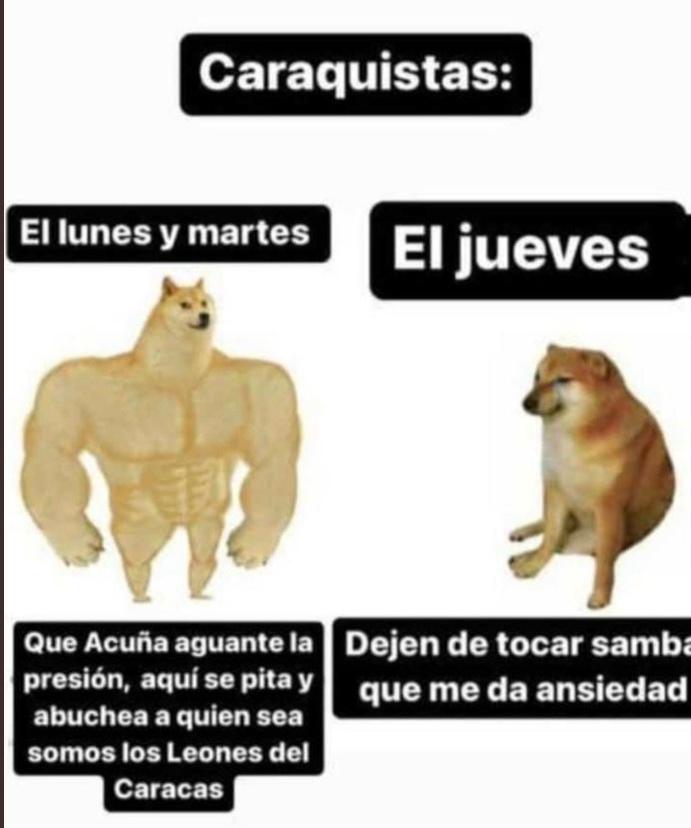 Caraquistas:
El lunes y martes
El jueves
Que Acuña aguante la
presión, aquí se pita y
abuchea a quien sea
somos los Leones del
Caracas
Dejen de tocar samba
que me da ansiedad